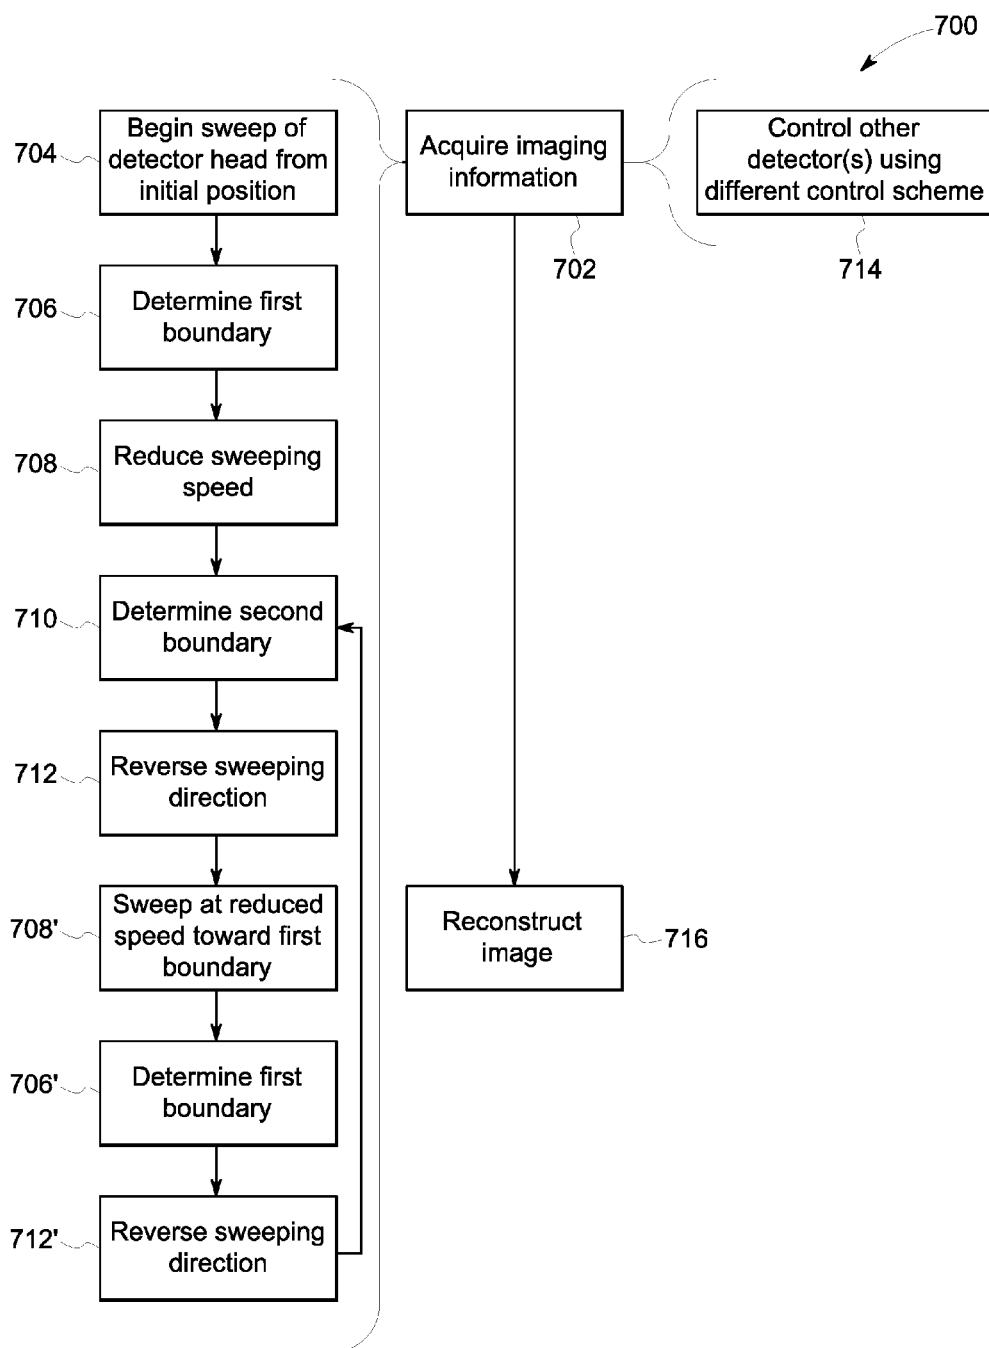 700
704
Begin sweep of
detector head from
initial position
Acquire imaging
information
702
Control other
detector(s) using
different control scheme
714
706
Determine first
boundary
708
Reduce sweeping
speed
710
Determine second
boundary
712
Reverse sweeping
direction
708'
Sweep at reduced
speed toward first
boundary
Reconstruct
image
716
706'
Determine first
boundary
712'
Reverse sweeping
direction